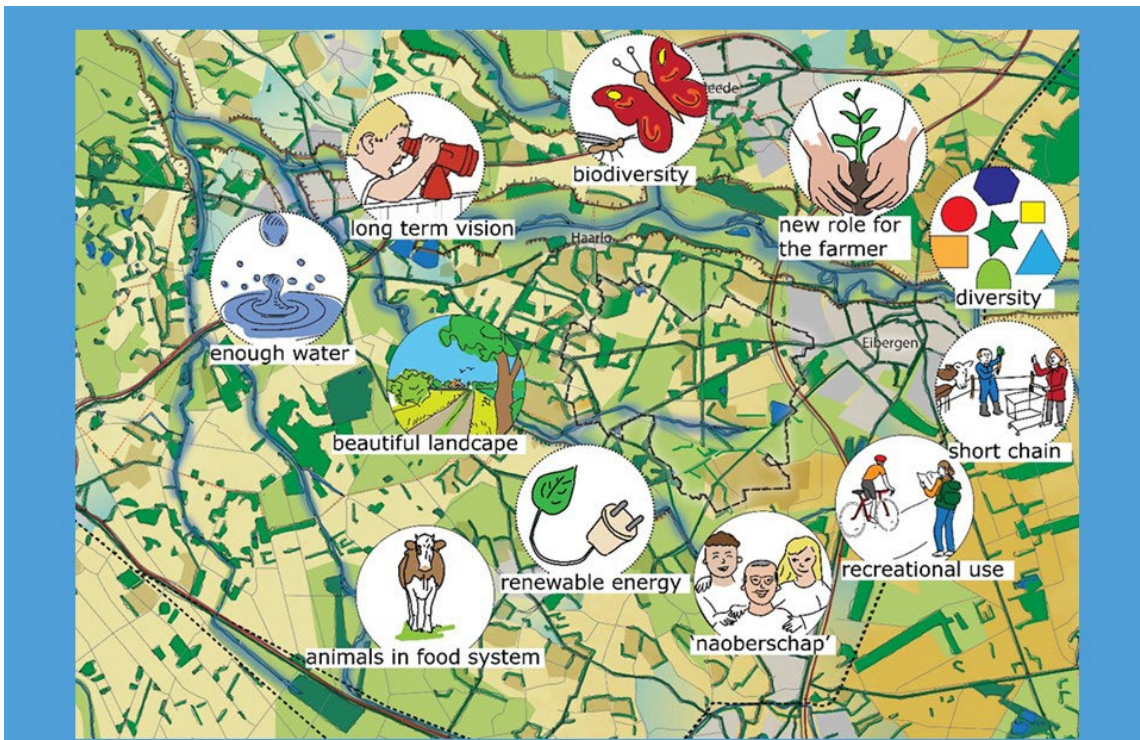 biodiversity
long term vision
new role for
the farmer
Haarlo
diversity
enough water
Eibergen
beautiful landscape
short chain
renewable energy
recreational use
animals in food system
'naoberschap'